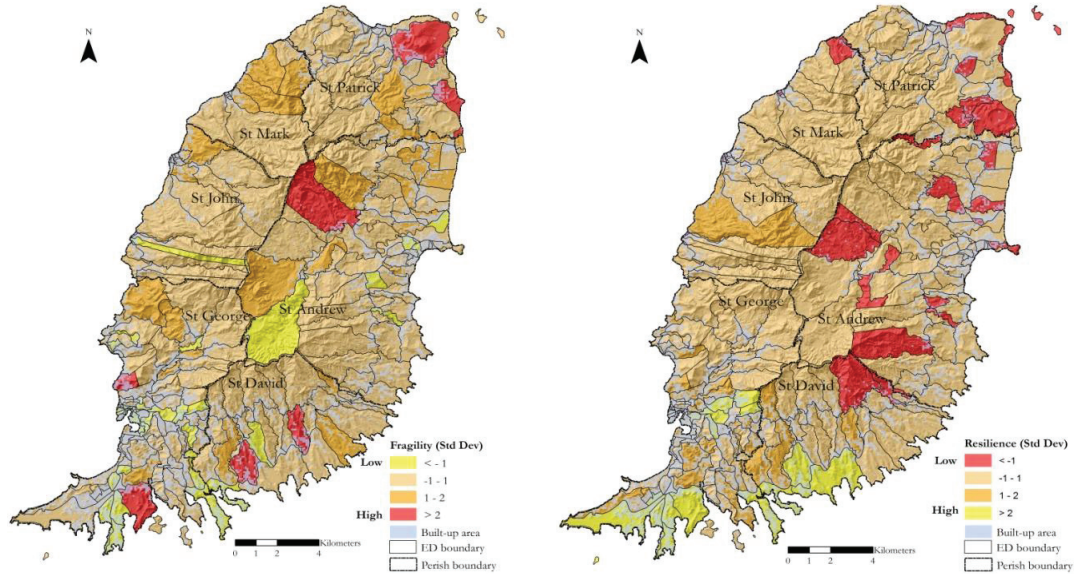 N
St Patrick
St Mark
St John
St George
St Andrew
St David
Fragility (Std Dev)
Low
< - 1
-1 - 1
1 - 2
High
> 2
Built-up area
ED boundary
Perish boundary
0 1 2 4
Kilometers
N
St Patrick
St Mark
St John
St George
St Andrew
St David
Resilience (Std Dev)
Low
< -1
-1 - 1
1 - 2
High
> 2
Built-up area
ED boundary
Perish boundary
0 1 2 4
Kilometers